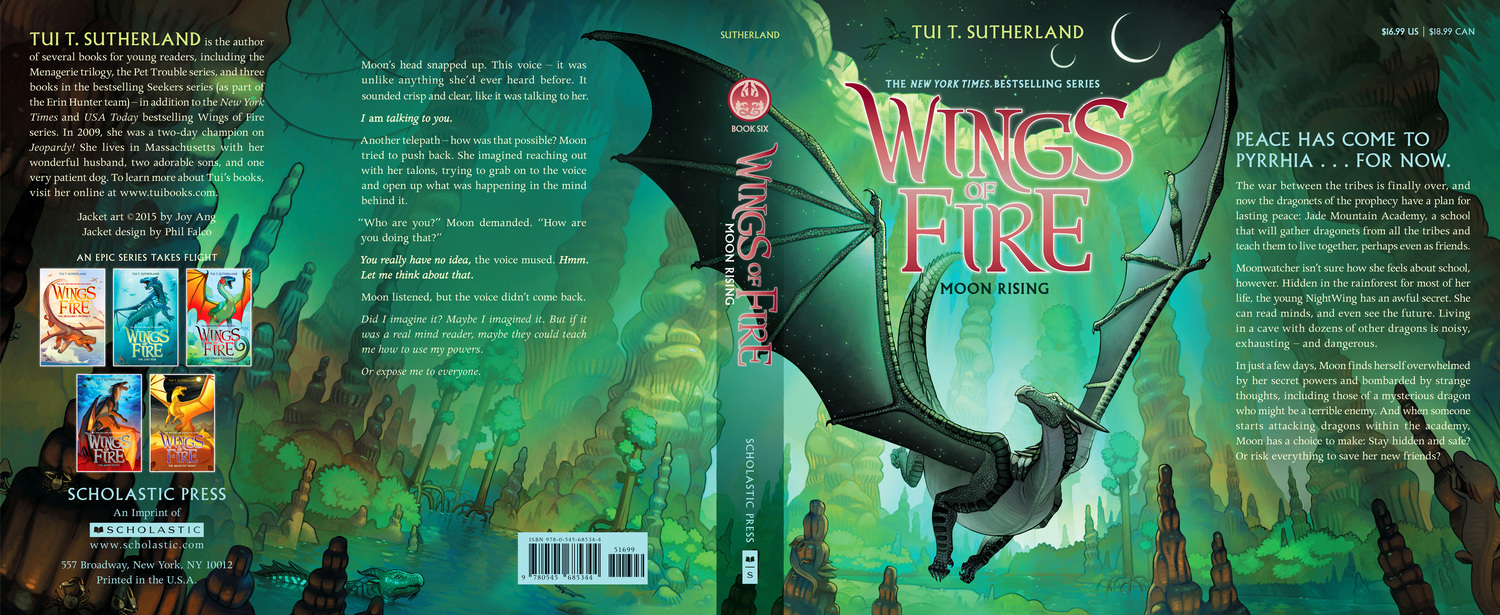 TUI T. SUTHERLAND is the author
of several books for young readers, including the
Menagerie trilogy, the Pet Trouble series, and three
books in the bestselling Seekers series (as part of
the Erin Hunter team) – in addition to the New York
Times and USA Today bestselling Wings of Fire
series. In 2009, she was a two-day champion on
Jeopardy! She lives in Massachusetts with her
wonderful husband, two adorable sons, and one
very patient dog. To learn more about Tui's books,
visit her online at www.tuibooks.com.
Jacket art ©2015 by Joy Ang
Jacket design by Phil Falco
AN EPIC SERIES TAKES FLIGHT
WINGS OF FIRE
WINGS OF FIRE
WINGS OF FIRE
WINGS OF FIRE
WINGS OF FIRE
SCHOLASTIC PRESS
An Imprint of
SCHOLASTIC
www.scholastic.com
557 Broadway, New York, NY 10012
Printed in the U.S.A.
Moon's head snapped up. This voice – it was
unlike anything she'd ever heard before. It
sounded crisp and clear, like it was talking to her.
I am talking to you.
Another telepath – how was that possible? Moon
tried to push back. She imagined reaching out
with her talons, trying to grab on to the voice
and open up what was happening in the mind
behind it.
"Who are you?" Moon demanded. "How are
you doing that?"
You really have no idea, the voice mused. Hmm.
Let me think about that.
Moon listened, but the voice didn't come back.
Did I imagine it? Maybe I imagined it. But if it
was a real mind reader, maybe they could teach
me how to use my powers.
Or expose me to everyone.
ISBN 978-0-545-68534-4
51699
9 780545 685344
SUTHERLAND
BOOK SIX
WINGS OF FIRE
MOON RISING
SCHOLASTIC PRESS
S
TUI T. SUTHERLAND
THE NEW YORK TIMES BESTSELLING SERIES
WINGS
OF
FIRE
MOON RISING
$16.99 US | $18.99 CAN
PEACE HAS COME TO
PYRRHIA . . . FOR NOW.
The war between the tribes is finally over, and
now the dragonets of the prophecy have a plan for
lasting peace: Jade Mountain Academy, a school
that will gather dragonets from all the tribes and
teach them to live together, perhaps even as friends.
Moonwatcher isn't sure how she feels about school,
however. Hidden in the rainforest for most of her
life, the young NightWing has an awful secret. She
can read minds, and even see the future. Living
in a cave with dozens of other dragons is noisy,
exhausting – and dangerous.
In just a few days, Moon finds herself overwhelmed
by her secret powers and bombarded by strange
thoughts, including those of a mysterious dragon
who might be a terrible enemy. And when someone
starts attacking dragons within the academy,
Moon has a choice to make: Stay hidden and safe?
Or risk everything to save her new friends?